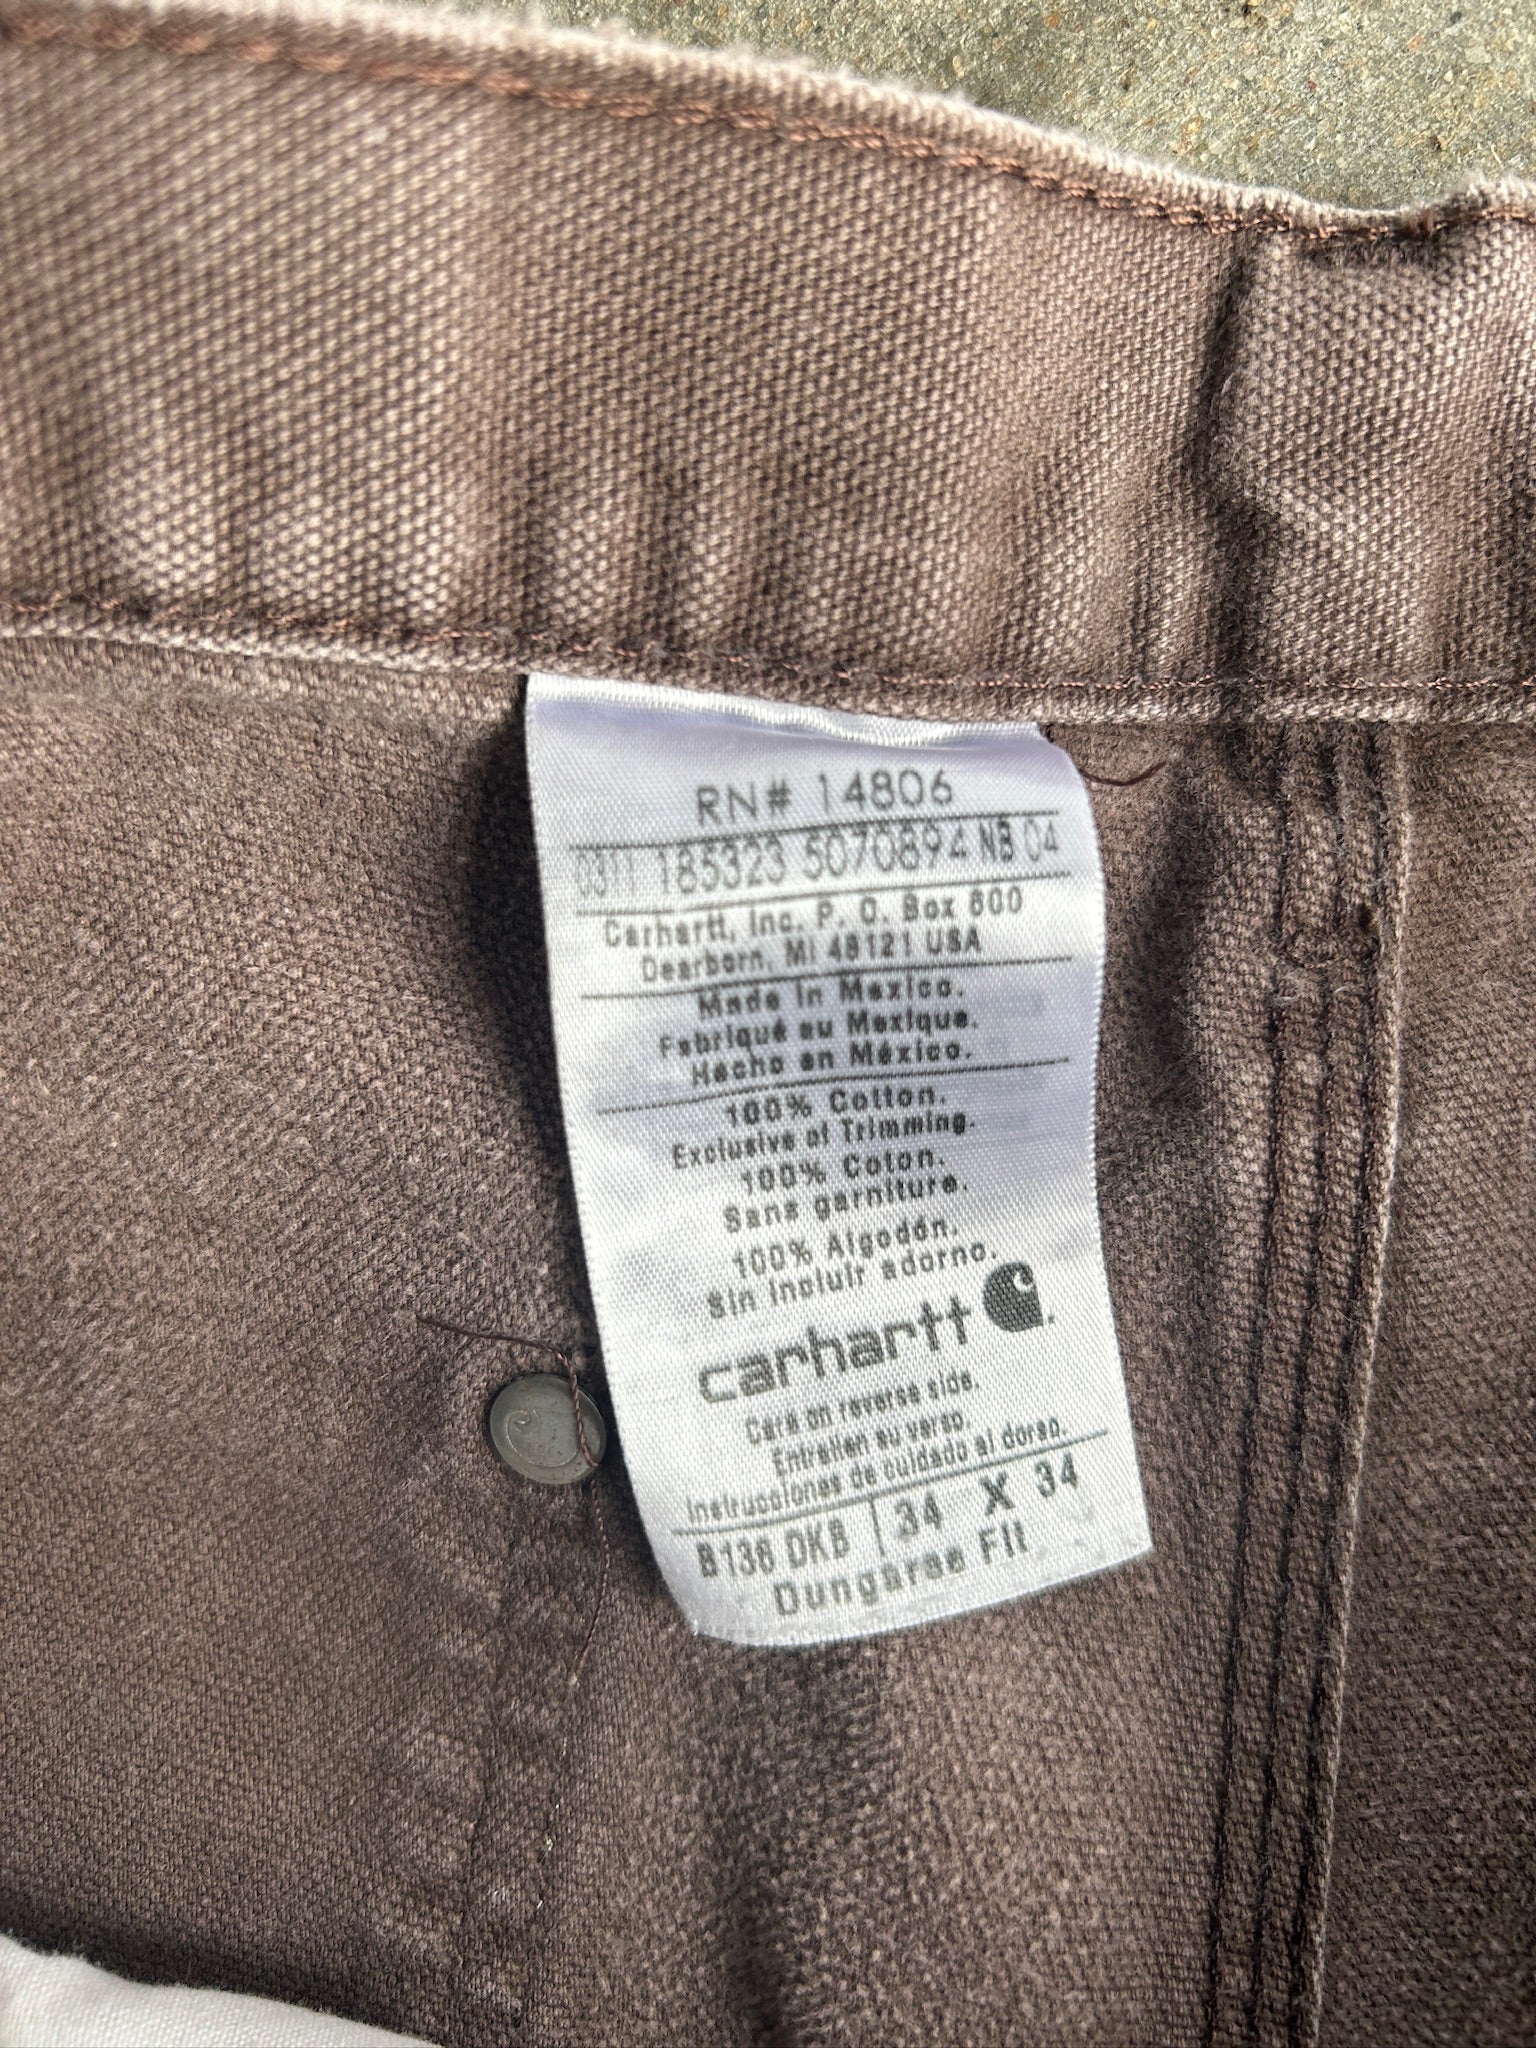 RN# 14806
0311 185323 5070894 NB 04
Carhartt, Inc. P. O. Box 600
Dearborn, MI 48121 USA
Made in Mexico.
Fabriqué au Mexique.
Hecho en México.
100% Cotton.
Exclusive of Trimming.
100% Coton.
Sans garniture.
100% Algodón.
Sin incluir adorno.
carhartt
Care on reverse side.
Entretien au verso.
Instrucciones de cuidado al dorso.
B136 DKB 34 X 34
Dungaree Fit